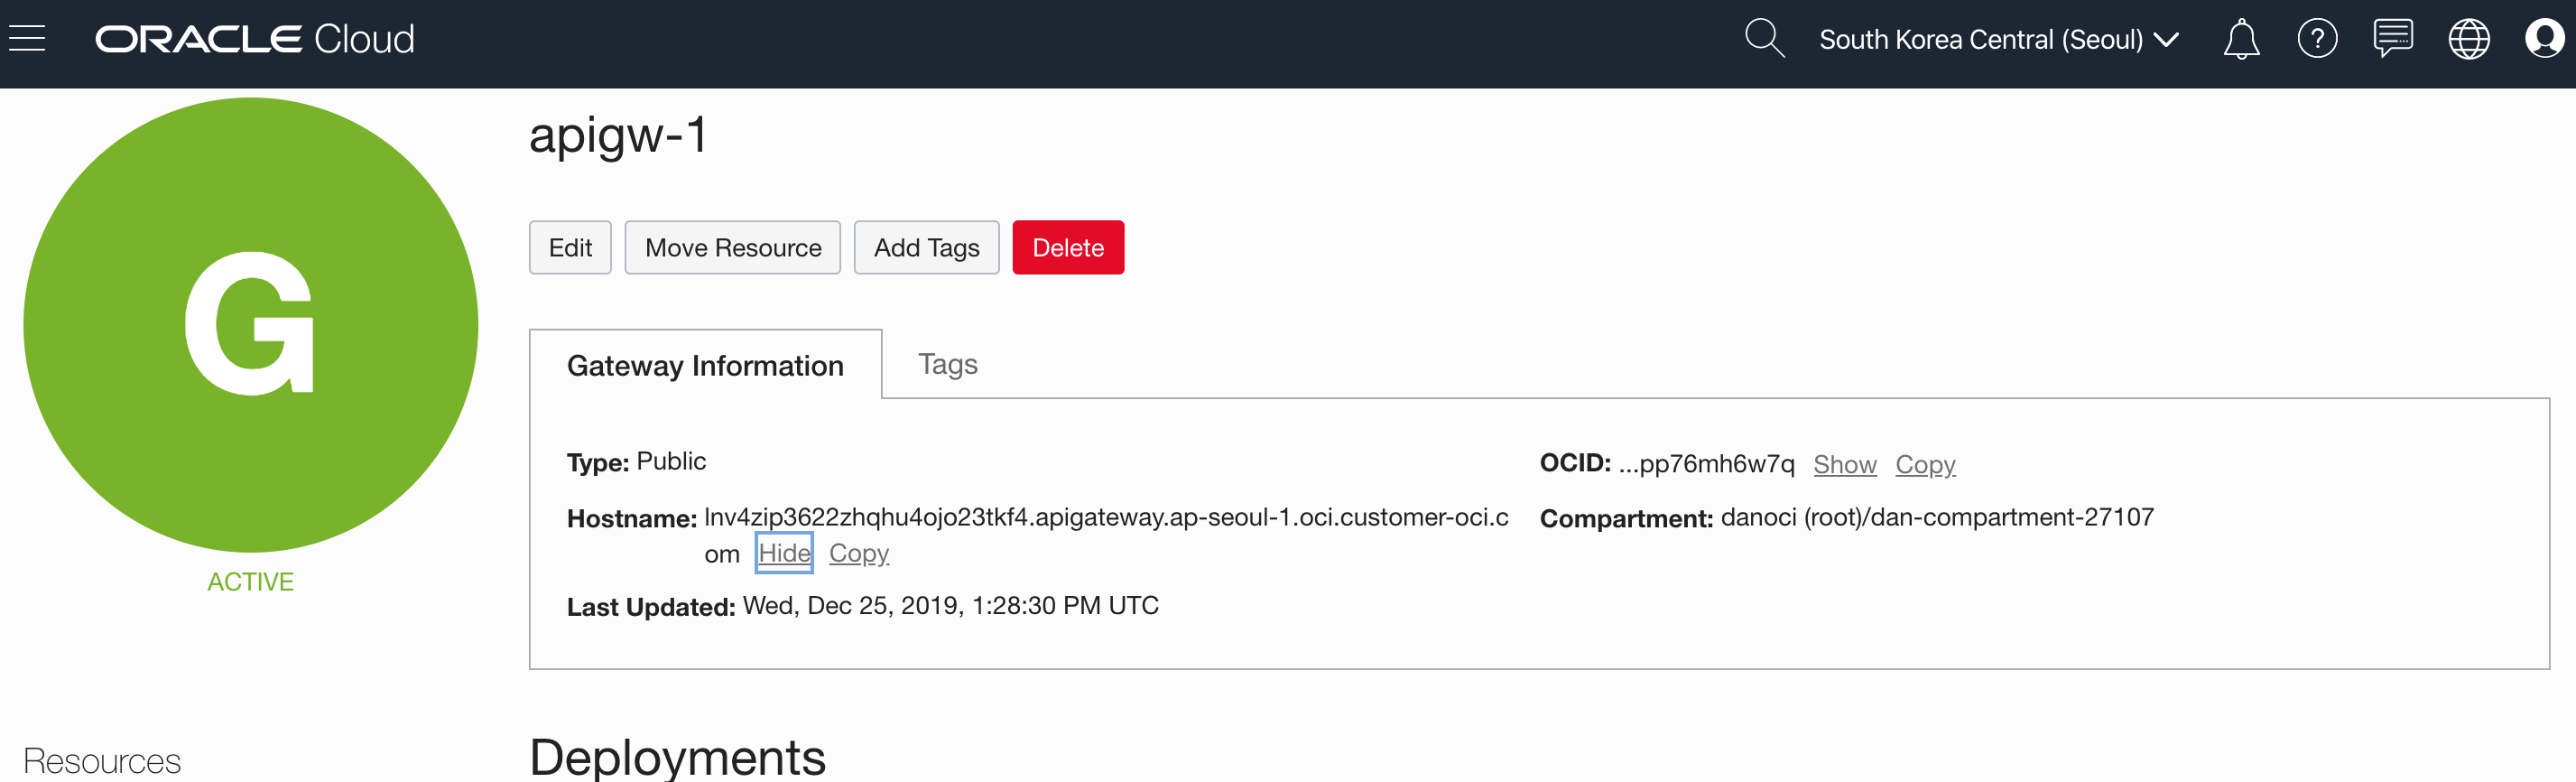 ORACLE Cloud
South Korea Central (Seoul)
?
G
ACTIVE
apigw-1
Edit Move Resource Add Tags Delete
Gateway Information Tags
Type: Public
Hostname: lnv4zip3622zhqhu4ojo23tkf4.apigateway.ap-seoul-1.oci.customer-oci.c
om Hide Copy
Last Updated: Wed, Dec 25, 2019, 1:28:30 PM UTC
OCID: ...pp76mh6w7q Show Copy
Compartment: danoci (root)/dan-compartment-27107
Resources
Deployments